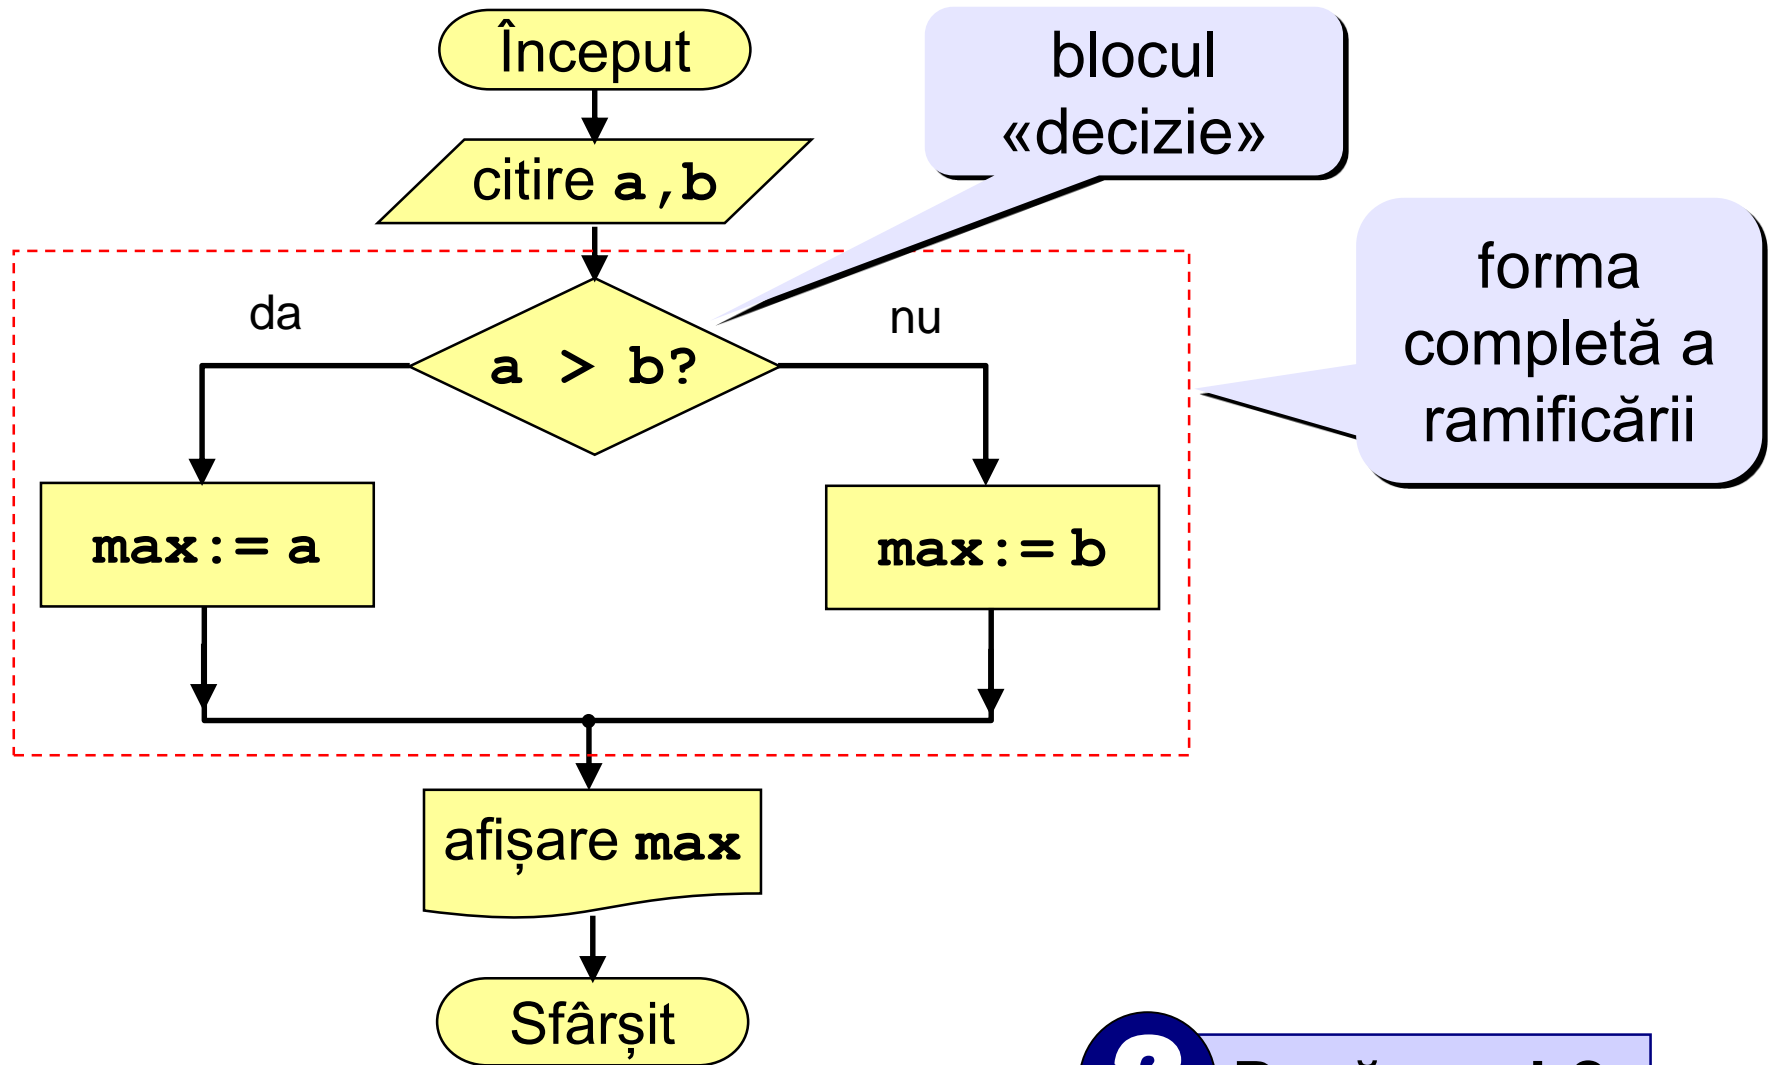 Început
blocul
«decizie»
citire a,b
forma
completă a
ramificării
da
nu
a > b?
max:= a
max:= b
afișare max
Sfârșit